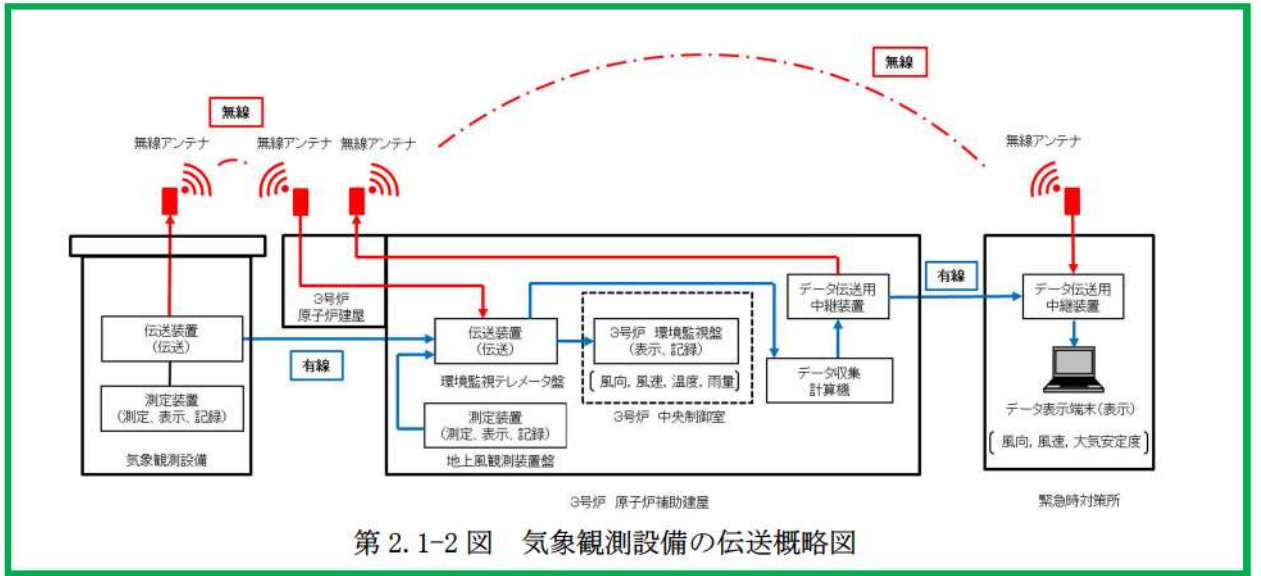 無線
無線
無線アンテナ
無線アンテナ
無線アンテナ
無線アンテナ
3号炉
原子炉建屋
有線
データ伝送用
中継装置
データ伝送用
中継装置
伝送装置
(伝送)
伝送装置
(伝送)
3号炉 環境監視盤
(表示、記録)
有線
環境監視テレメータ盤
[風向, 風速, 温度, 雨量]
データ収集
計算機
測定装置
(測定、表示、記録)
測定装置
(測定、表示、記録)
3号炉 中央制御室
データ表示端末(表示)
[風向, 風速, 大気安定度]
気象観測設備
地上風観測装置盤
3号炉 原子炉補助建屋
緊急時対策所
第 2.1-2 図 気象観測設備の伝送概略図